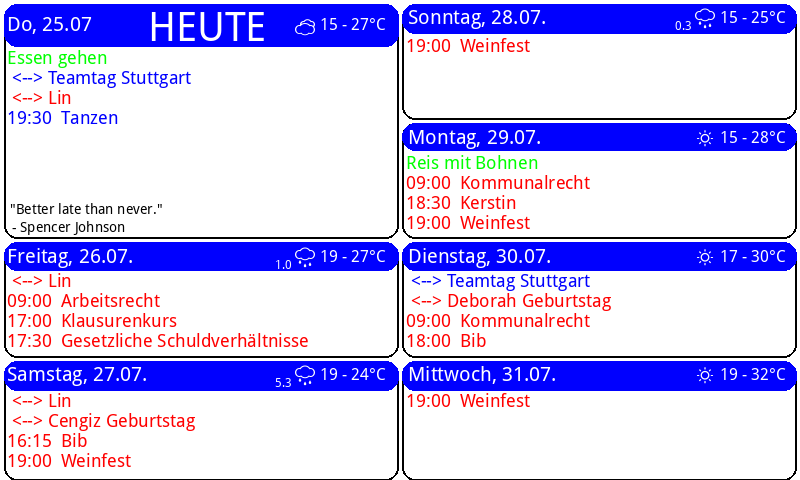 Do, 25.07 HEUTE 15 - 27°C
Essen gehen
<--> Teamtag Stuttgart
<--> Lin
19:30 Tanzen
"Better late than never."
- Spencer Johnson
Freitag, 26.07. 1.0 19 - 27°C
<--> Lin
09:00 Arbeitsrecht
17:00 Klausurenkurs
17:30 Gesetzliche Schuldverhältnisse
Samstag, 27.07. 5.3 19 - 24°C
<--> Lin
<--> Cengiz Geburtstag
16:15 Bib
19:00 Weinfest
Sonntag, 28.07. 0.3 15 - 25°C
19:00 Weinfest
Montag, 29.07. 15 - 28°C
Reis mit Bohnen
09:00 Kommunalrecht
18:30 Kerstin
19:00 Weinfest
Dienstag, 30.07. 17 - 30°C
<--> Teamtag Stuttgart
<--> Deborah Geburtstag
09:00 Kommunalrecht
18:00 Bib
Mittwoch, 31.07. 19 - 32°C
19:00 Weinfest